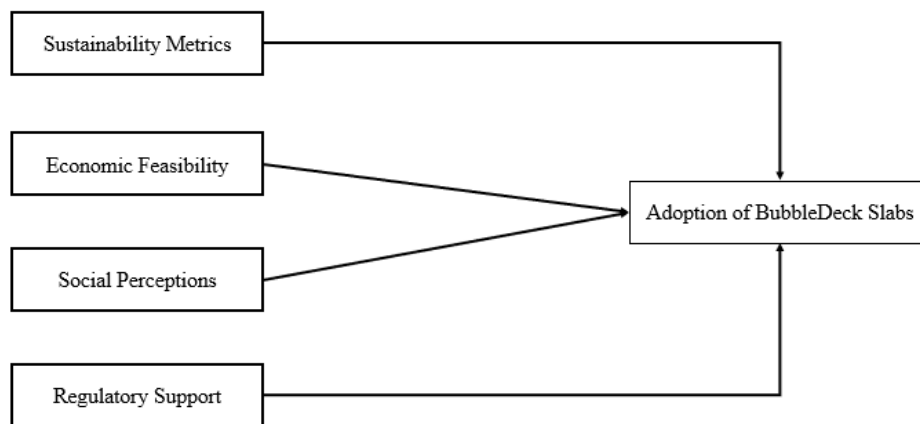 Sustainability Metrics
Economic Feasibility
Adoption of BubbleDeck Slabs
Social Perceptions
Regulatory Support